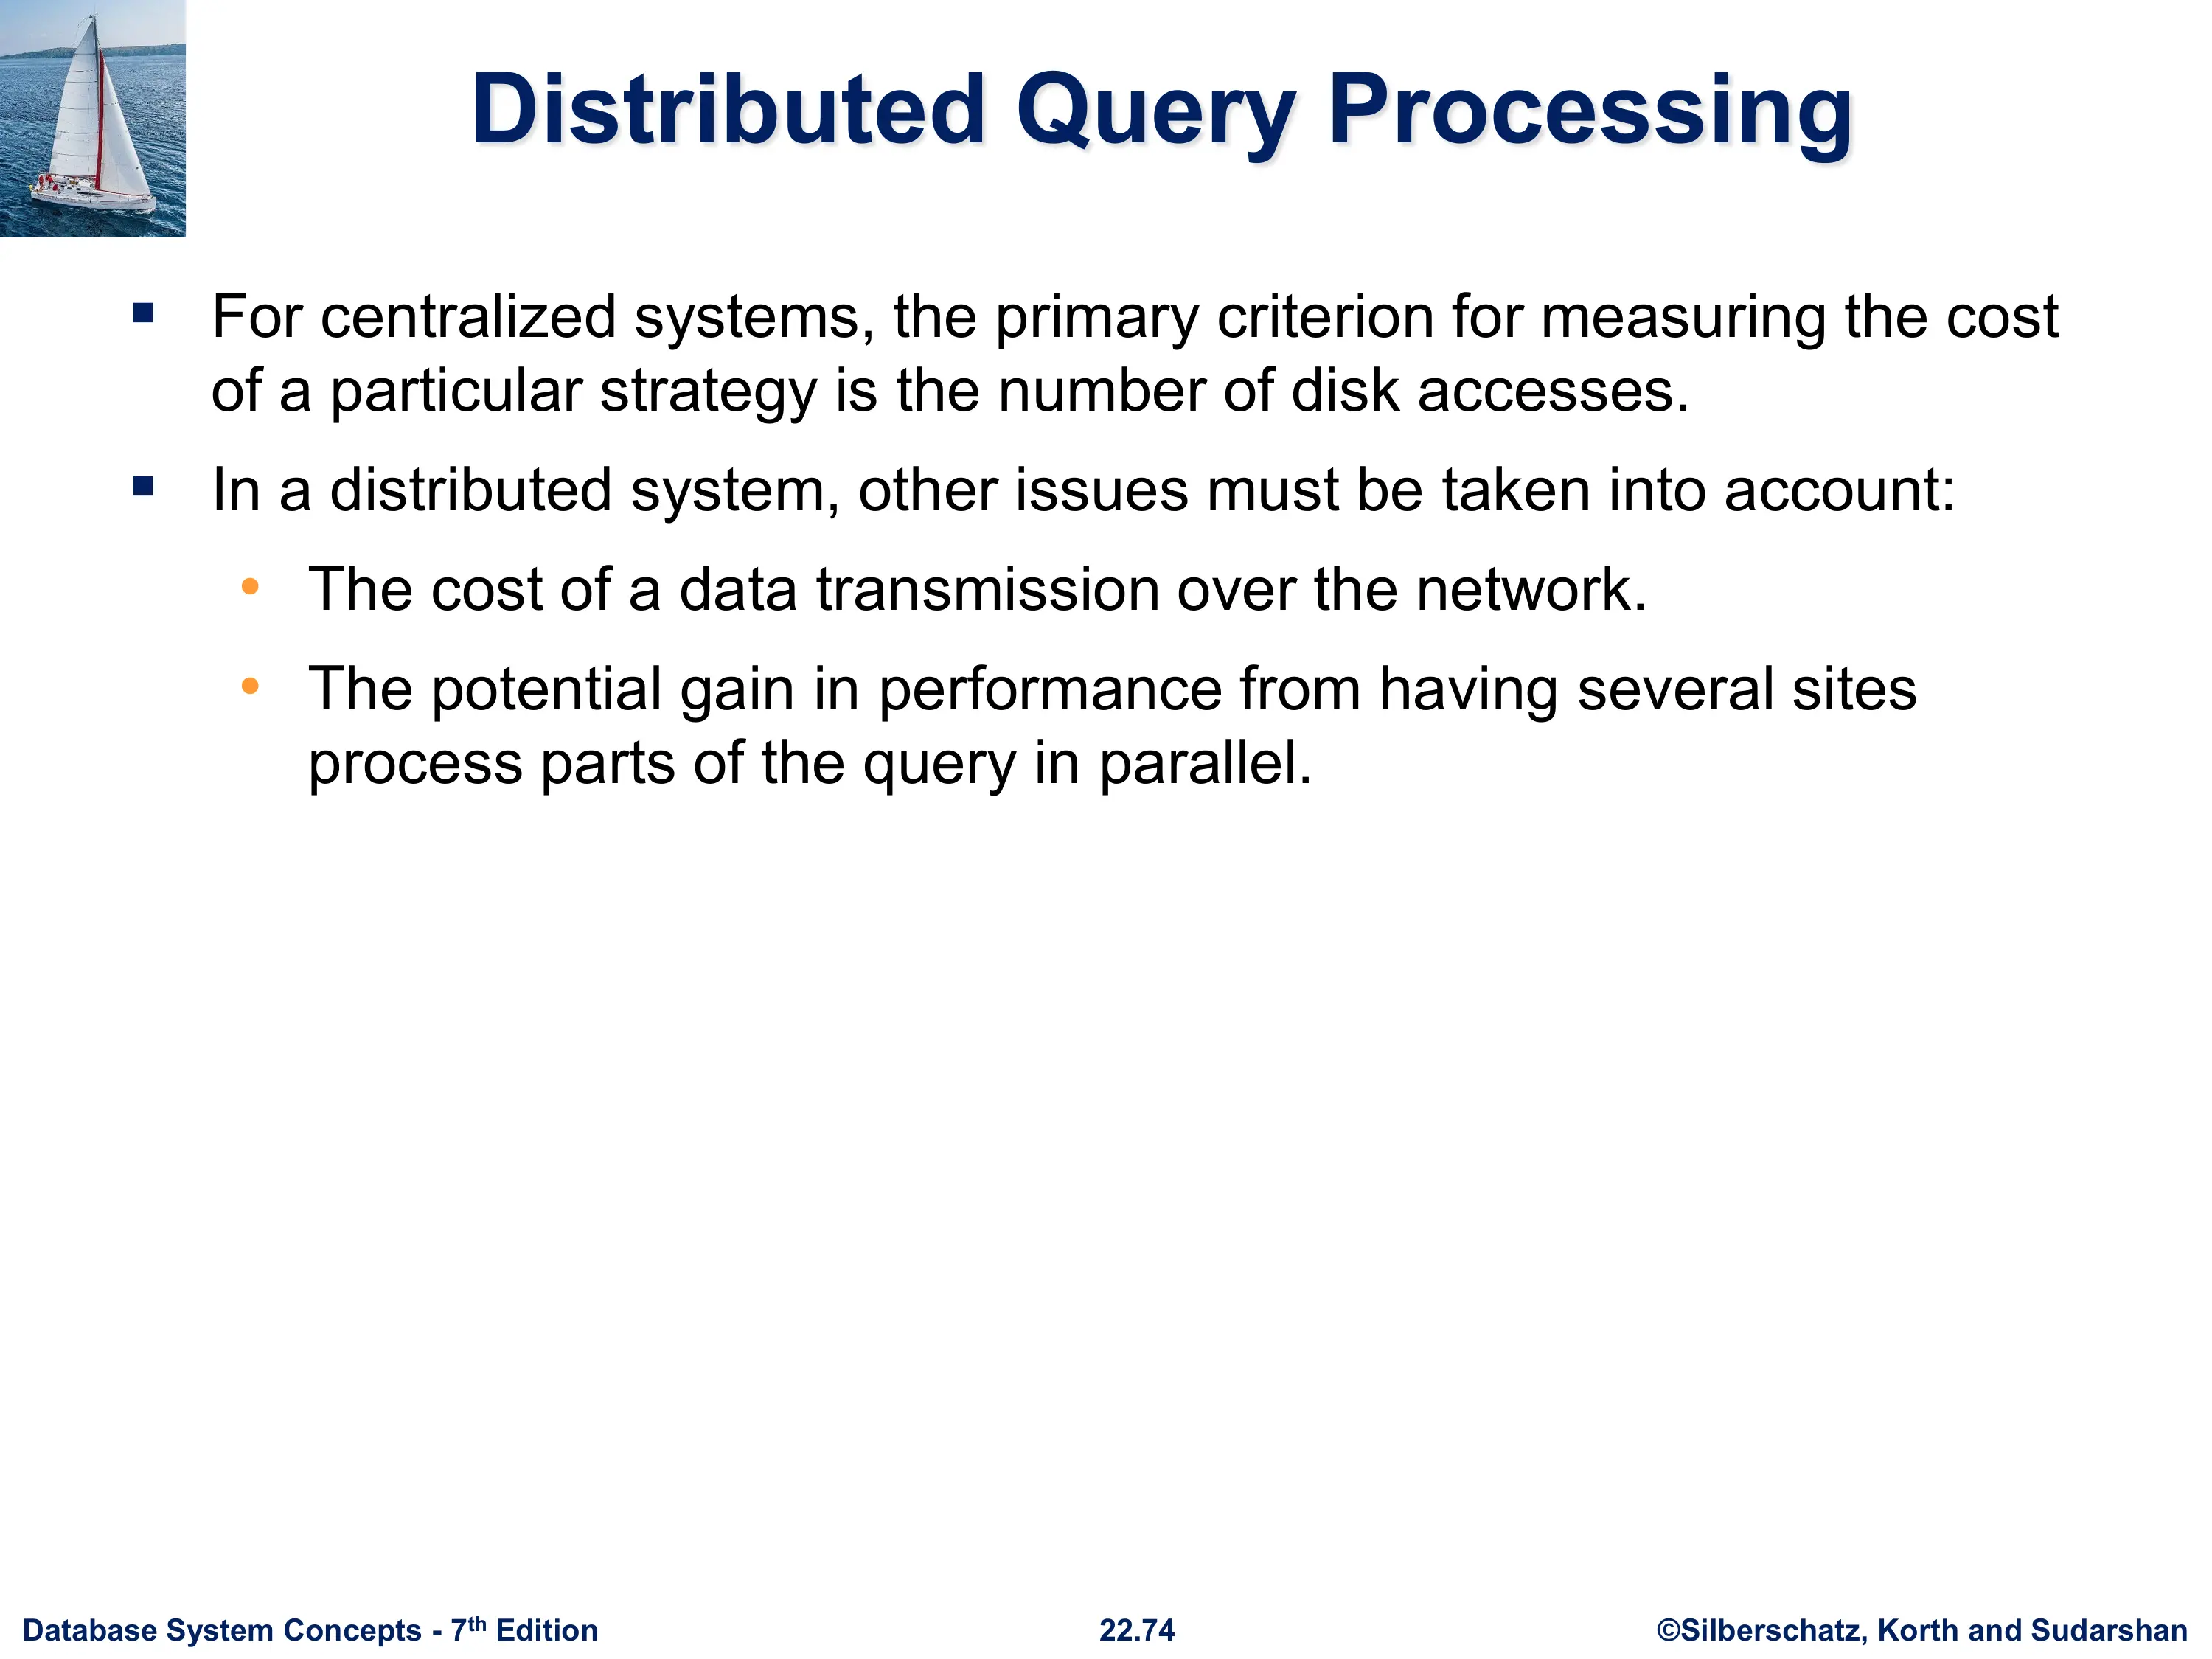 Distributed Query Processing
▪ For centralized systems, the primary criterion for measuring the cost
of a particular strategy is the number of disk accesses.
▪ In a distributed system, other issues must be taken into account:
• The cost of a data transmission over the network.
• The potential gain in performance from having several sites
process parts of the query in parallel.
Database System Concepts - 7th Edition 22.74 ©Silberschatz, Korth and Sudarshan